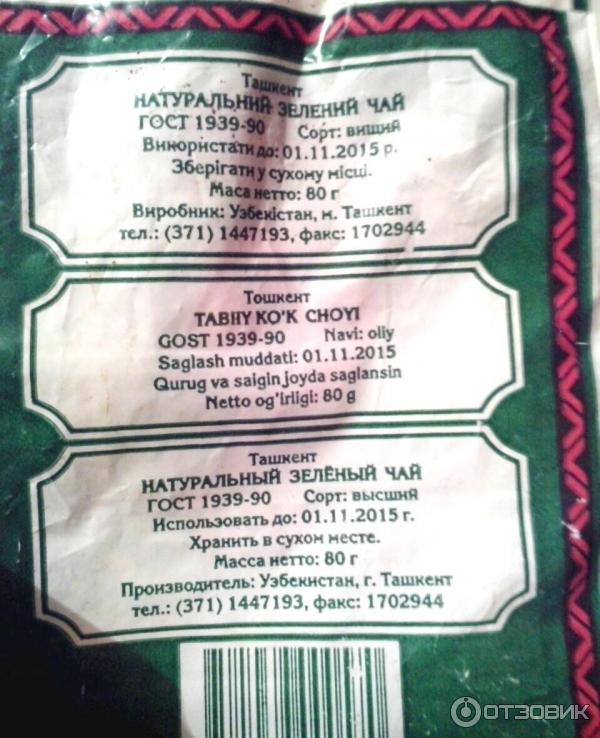 Ташкент
НАТУРАЛЬНИЙ ЗЕЛЕНИЙ ЧАЙ
ГОСТ 1939-90 Сорт: вищий
Використати до: 01.11.2015 р.
Зберігати у сухому місці.
Маса нетто: 80 г
Виробник: Узбекістан, м. Ташкент
тел.: (371) 1447193, факс: 1702944
Тошкент
TABIIY KO'K CHOYI
GOST 1939-90 Navi: oliy
Saglash muddati: 01.11.2015
Qurug va saigin joyda saglansin
Netto og'irligi: 80 g
Ташкент
НАТУРАЛЬНЫЙ ЗЕЛЁНЫЙ ЧАЙ
ГОСТ 1939-90 Сорт: высший
Использовать до: 01.11.2015 г.
Хранить в сухом месте.
Масса нетто: 80 г
Производитель: Узбекистан, г. Ташкент
тел.: (371) 1447193, факс: 1702944
ОТЗОВИК